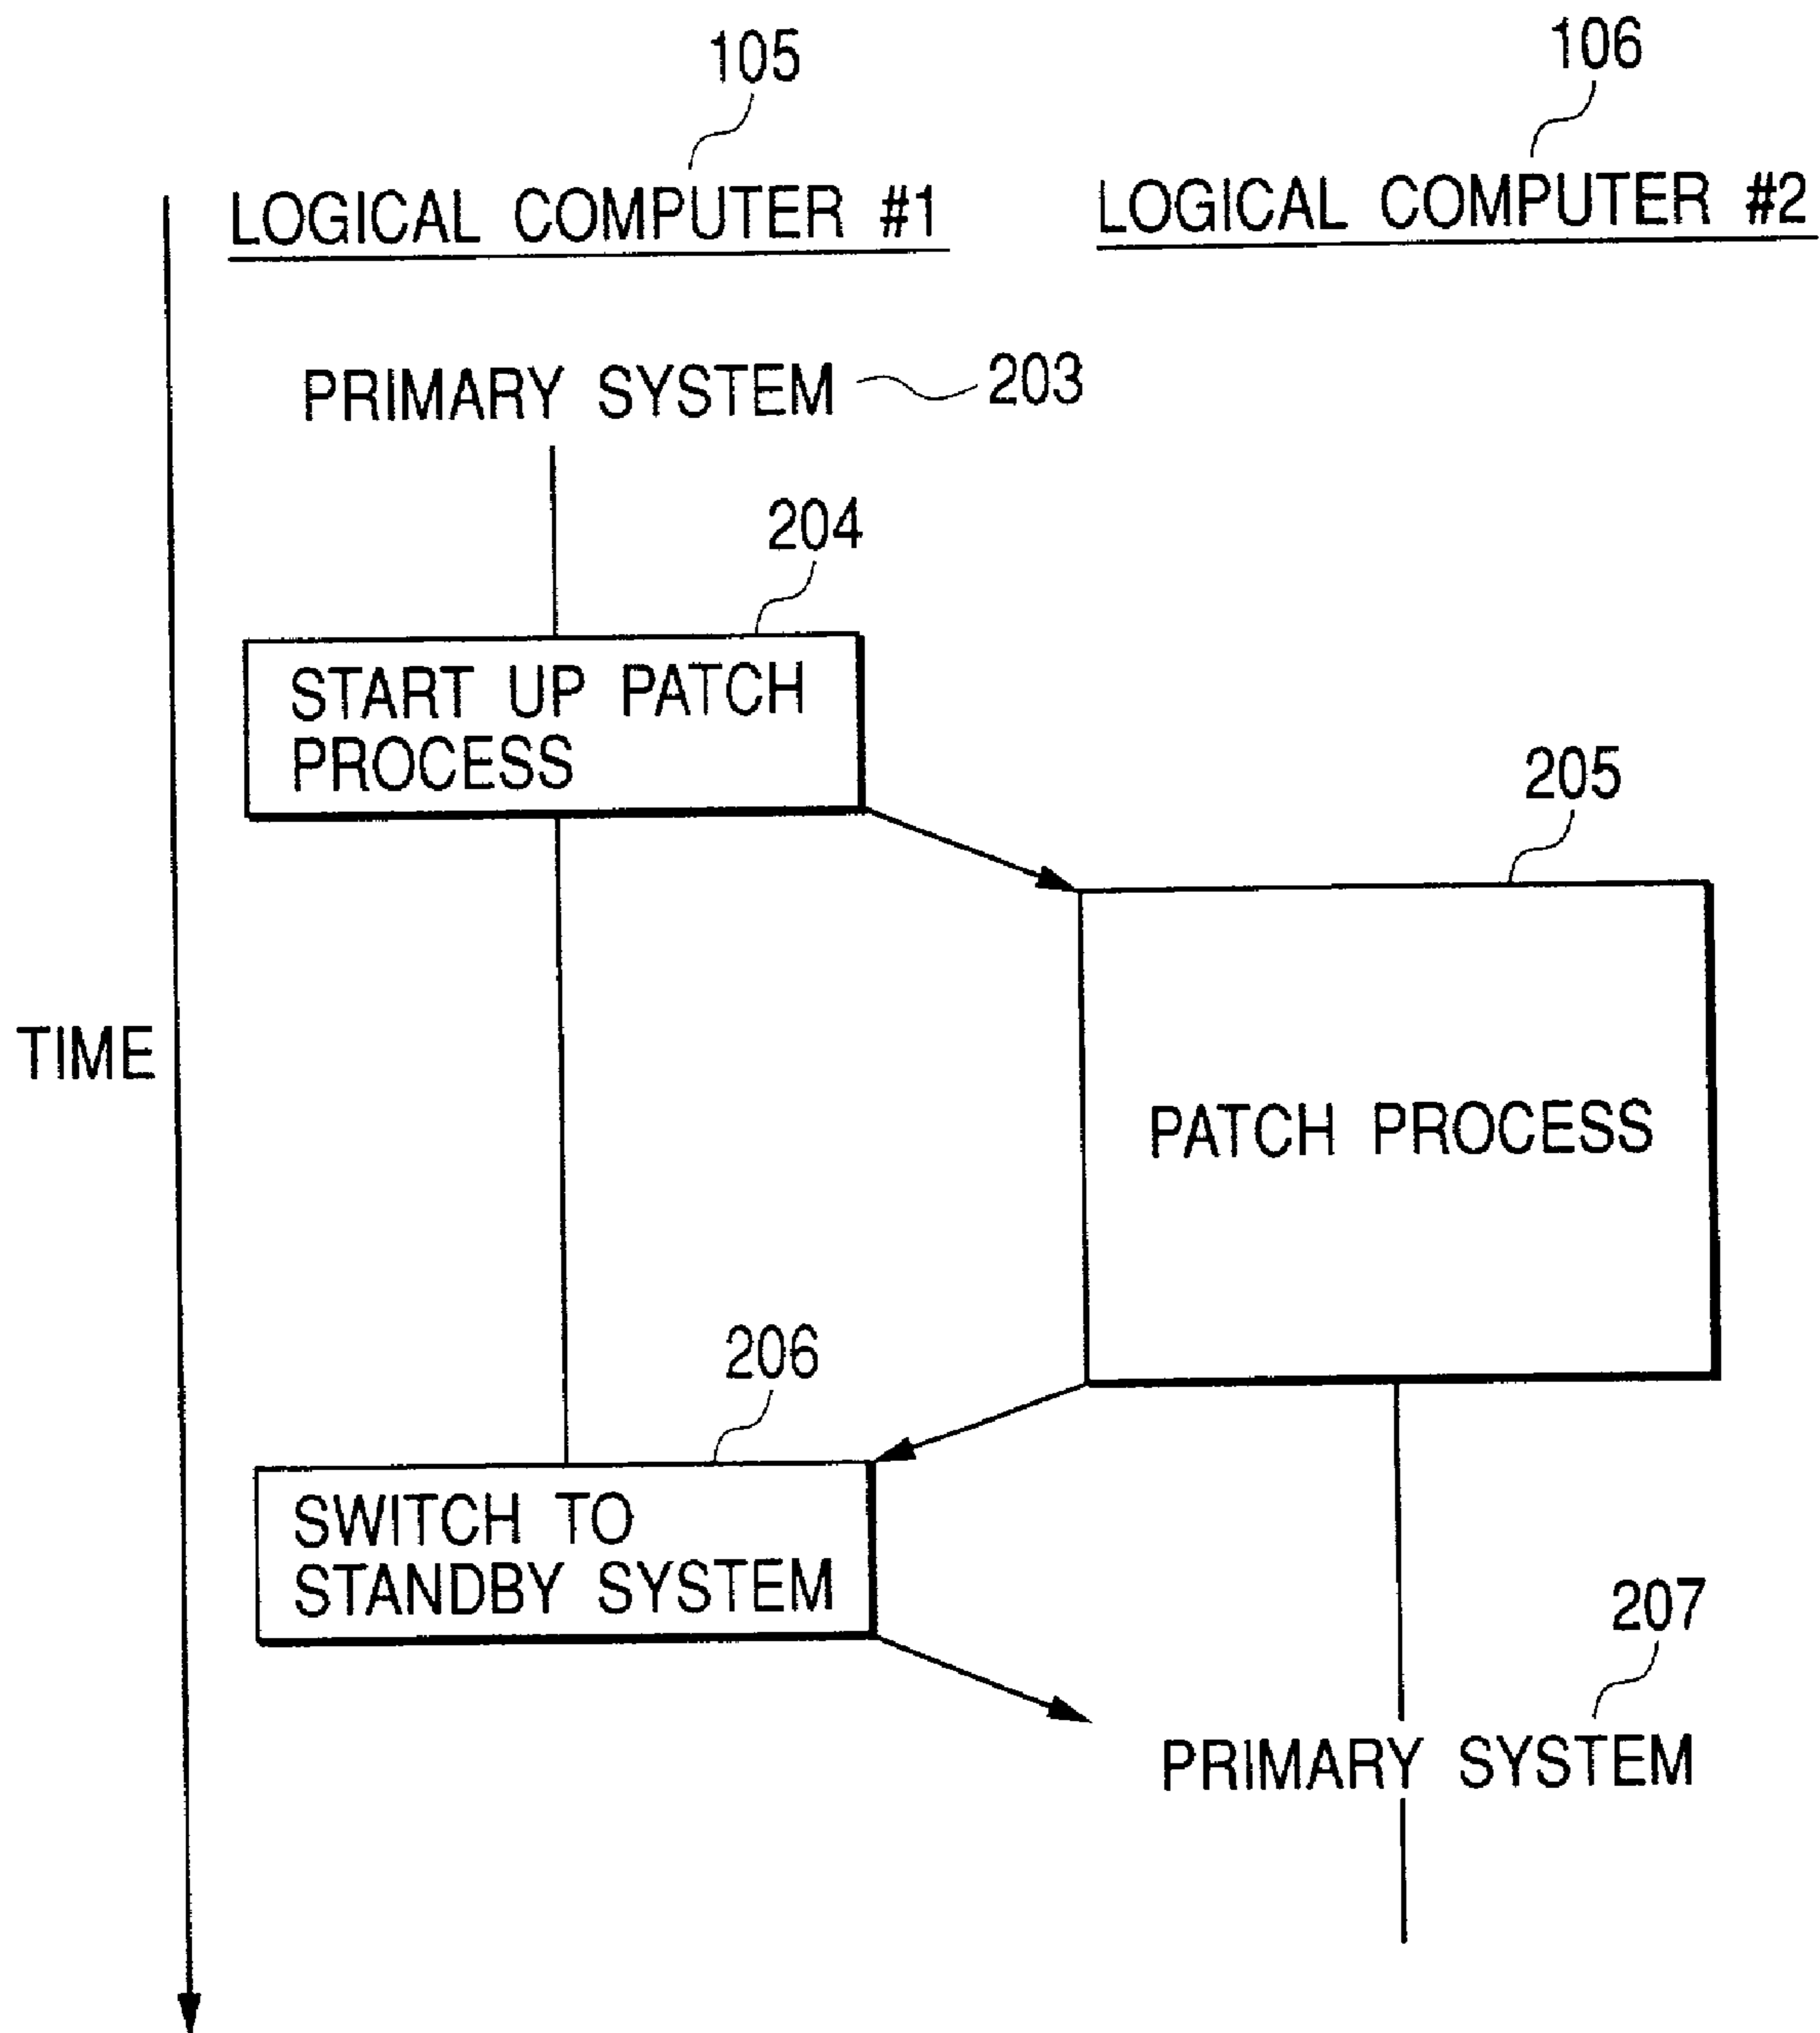 105
106
LOGICAL COMPUTER #1
LOGICAL COMPUTER #2
PRIMARY SYSTEM
203
204
START UP PATCH
PROCESS
205
TIME
PATCH PROCESS
206
SWITCH TO
STANDBY SYSTEM
207
PRIMARY SYSTEM